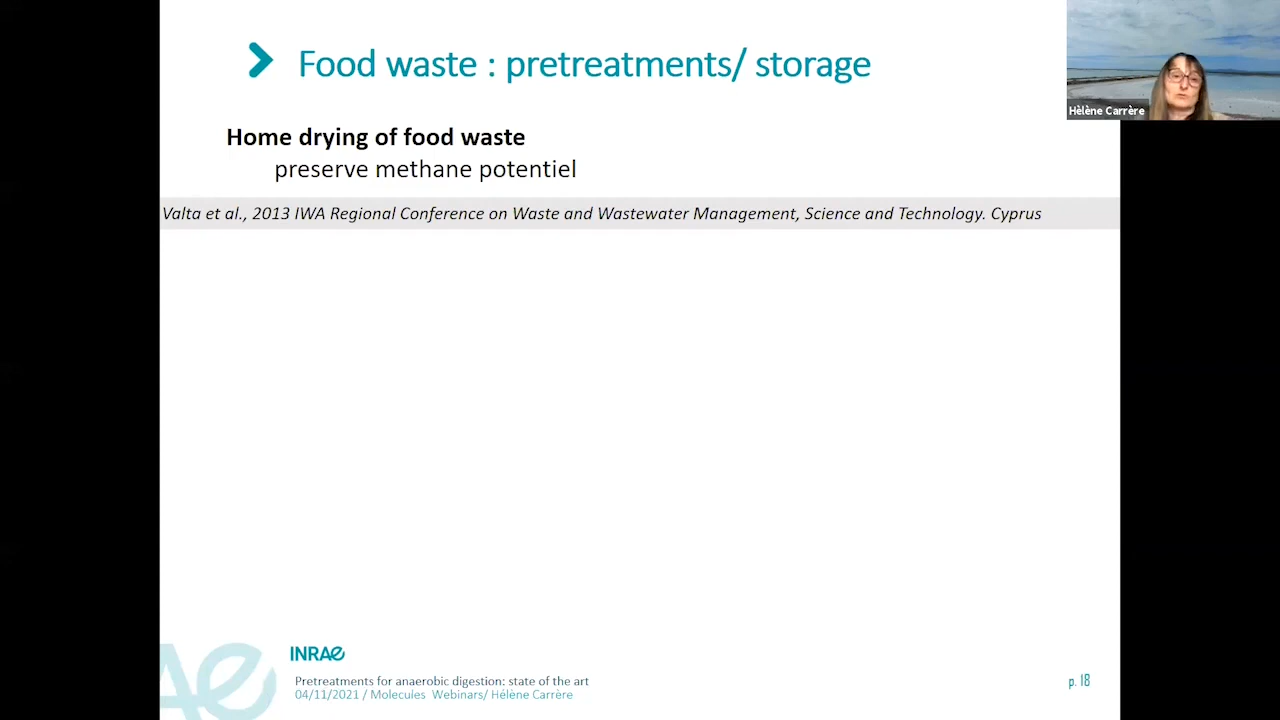 Food waste : pretreatments/ storage
Hèlène Carrère
Home drying of food waste
preserve methane potentiel
Valta et al., 2013 IWA Regional Conference on Waste and Wastewater Management, Science and Technology. Cyprus
INRAE
Pretreatments for anaerobic digestion: state of the art
04/11/2021 / Molecules Webinars/ Hélène Carrère
p. 18